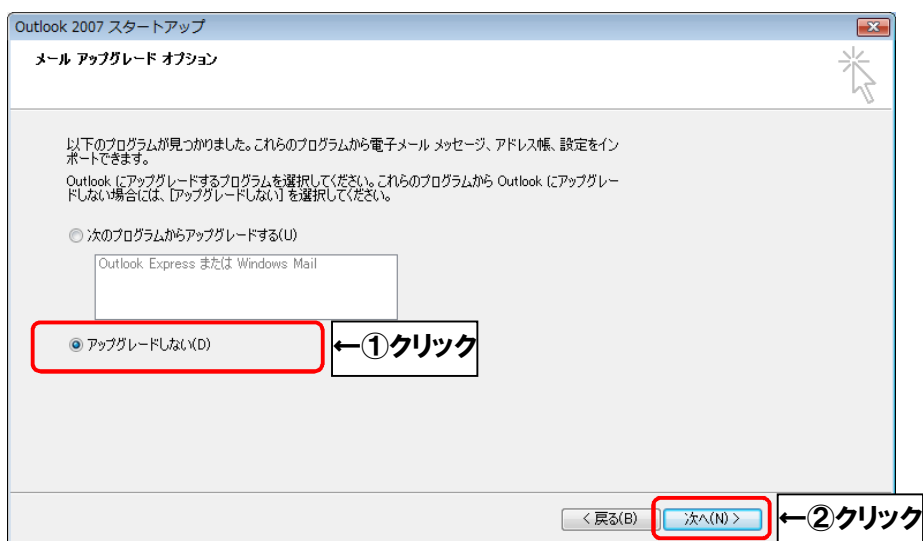 Outlook 2007 スタートアップ
メール アップグレード オプション
以下のプログラムが見つかりました。これらのプログラムから電子メール メッセージ、アドレス帳、設定をイン
ポートできます。
Outlook にアップグレードするプログラムを選択してください。これらのプログラムから Outlook にアップグレー
ドしない場合には、[アップグレードしない] を選択してください。
次のプログラムからアップグレードする(U)
Outlook Express または Windows Mail
アップグレードしない(D)
←①クリック
< 戻る(B)
次へ(N) >
←②クリック